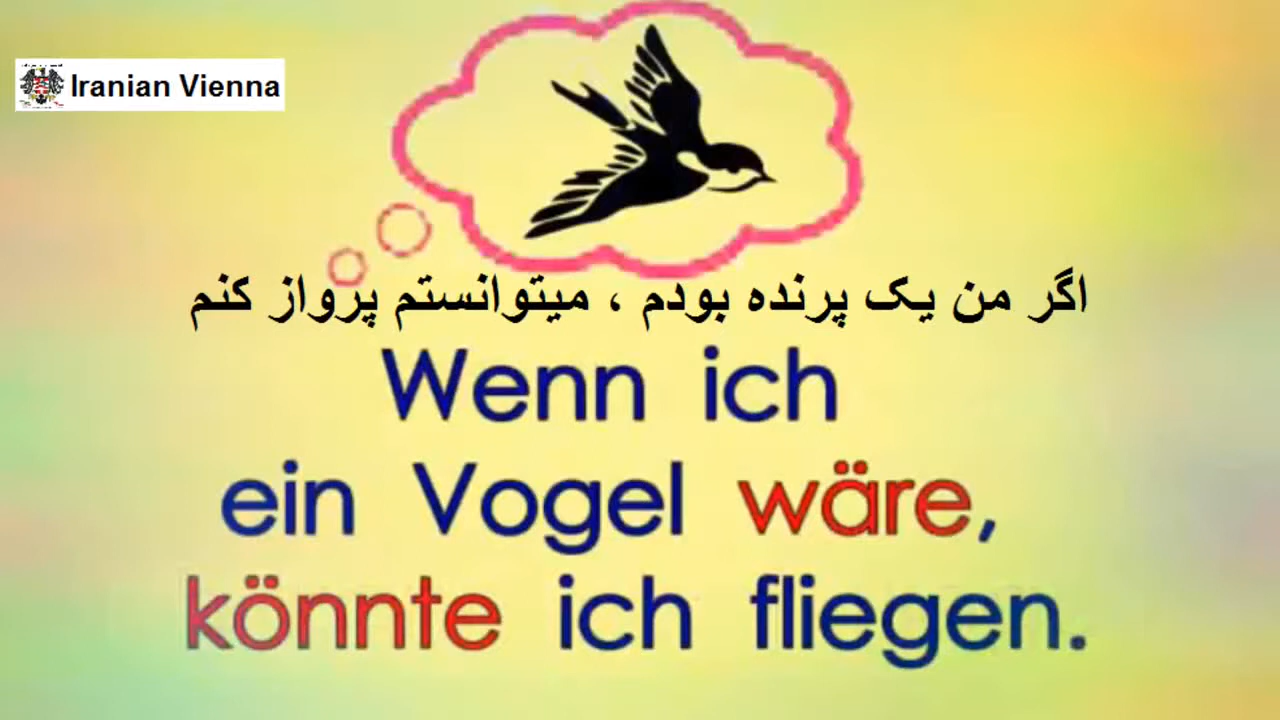 Iranian Vienna
اگر من یک پرنده بودم ، میتوانستم پرواز کنم
Wenn ich
ein Vogel wäre,
könnte ich fliegen.